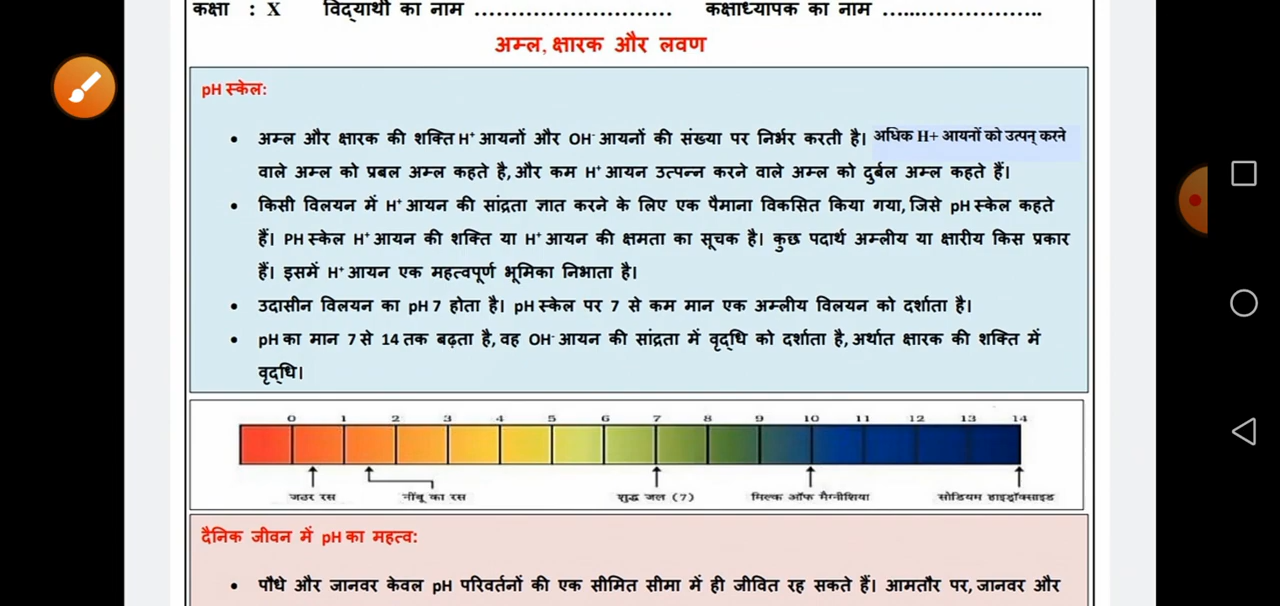 कक्षा : X विद्यार्थी का नाम ............................ कक्षाध्यापक का नाम ........................
अम्ल, क्षारक और लवण
pH स्केल:
• अम्ल और क्षारक की शक्ति H⁺ आयनों और OH⁻ आयनों की संख्या पर निर्भर करती है। अधिक H+ आयनों को उत्पन् करने
वाले अम्ल को प्रबल अम्ल कहते है, और कम H⁺ आयन उत्पन्न करने वाले अम्ल को दुर्बल अम्ल कहते हैं।
• किसी विलयन में H⁺ आयन की सांद्रता ज्ञात करने के लिए एक पैमाना विकसित किया गया, जिसे pH स्केल कहते
हैं। PH स्केल H⁺ आयन की शक्ति या H⁺ आयन की क्षमता का सूचक है। कुछ पदार्थ अम्लीय या क्षारीय किस प्रकार
हैं। इसमें H⁺ आयन एक महत्वपूर्ण भूमिका निभाता है।
• उदासीन विलयन का pH 7 होता है। pH स्केल पर 7 से कम मान एक अम्लीय विलयन को दर्शाता है।
• pH का मान 7 से 14 तक बढ़ता है, वह OH⁻ आयन की सांद्रता में वृद्धि को दर्शाता है, अर्थात क्षारक की शक्ति में
वृद्धि।
0 1 2 3 4 5 6 7 8 9 10 11 12 13 14
जठर रस नींबू का रस शुद्ध जल (7) मिल्क ऑफ मैग्नीशिया सोडियम हाइड्रॉक्साइड
दैनिक जीवन में pH का महत्व:
• पौधे और जानवर केवल pH परिवर्तनों की एक सीमित सीमा में ही जीवित रह सकते हैं। आमतौर पर, जानवर और